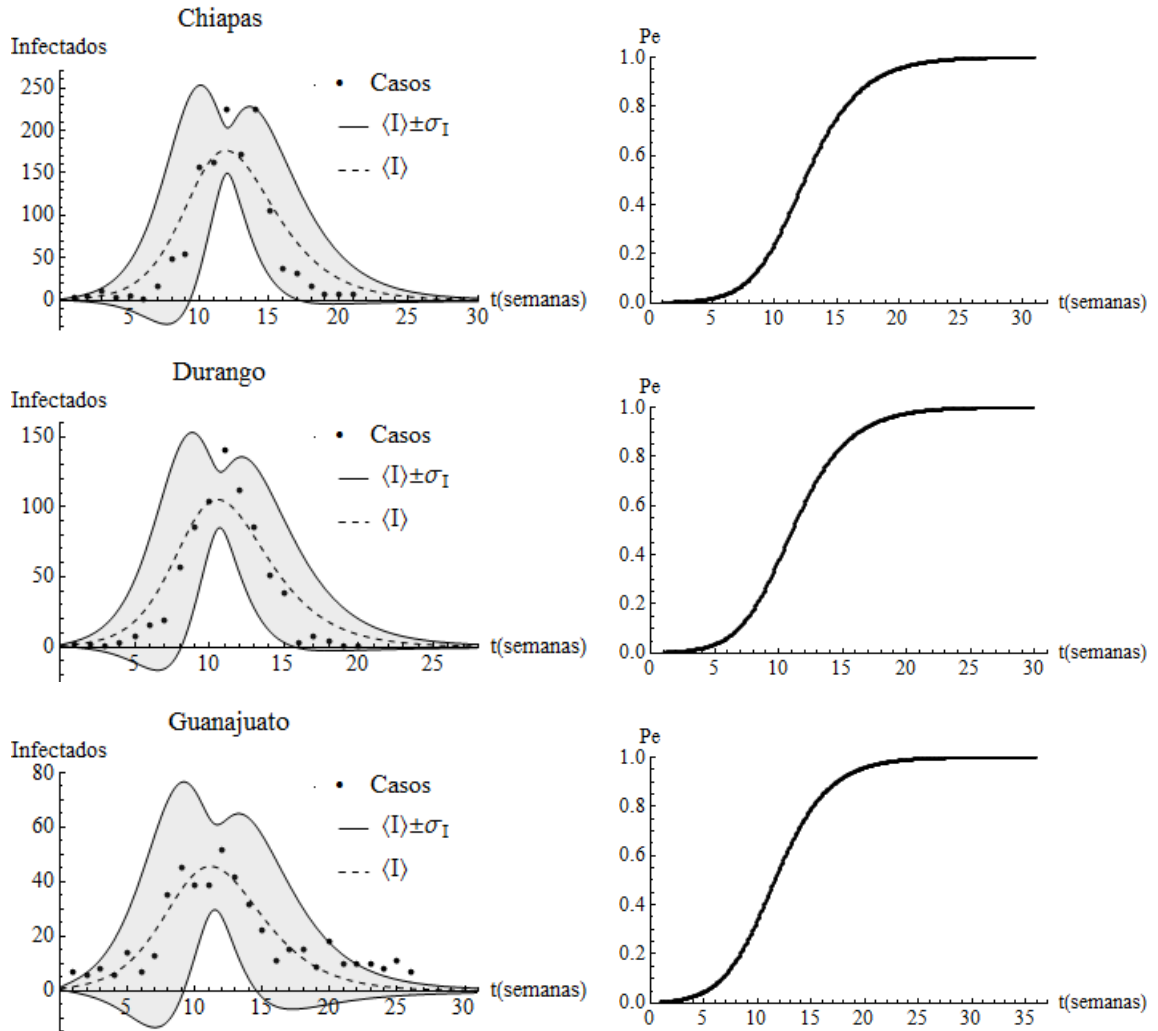 Chiapas
Infectados
250
200
150
100
50
0
5 10 15 20 25 30 t(semanas)
Casos
⟨I⟩±σI
⟨I⟩
Pe
1.0
0.8
0.6
0.4
0.2
0.0
0 5 10 15 20 25 30 t(semanas)
Durango
Infectados
150
100
50
0
5 10 15 20 25 t(semanas)
Casos
⟨I⟩±σI
⟨I⟩
Pe
1.0
0.8
0.6
0.4
0.2
0.0
0 5 10 15 20 25 30 t(semanas)
Guanajuato
Infectados
80
60
40
20
0
5 10 15 20 25 30 t(semanas)
Casos
⟨I⟩±σI
⟨I⟩
Pe
1.0
0.8
0.6
0.4
0.2
0.0
0 5 10 15 20 25 30 35 t(semanas)